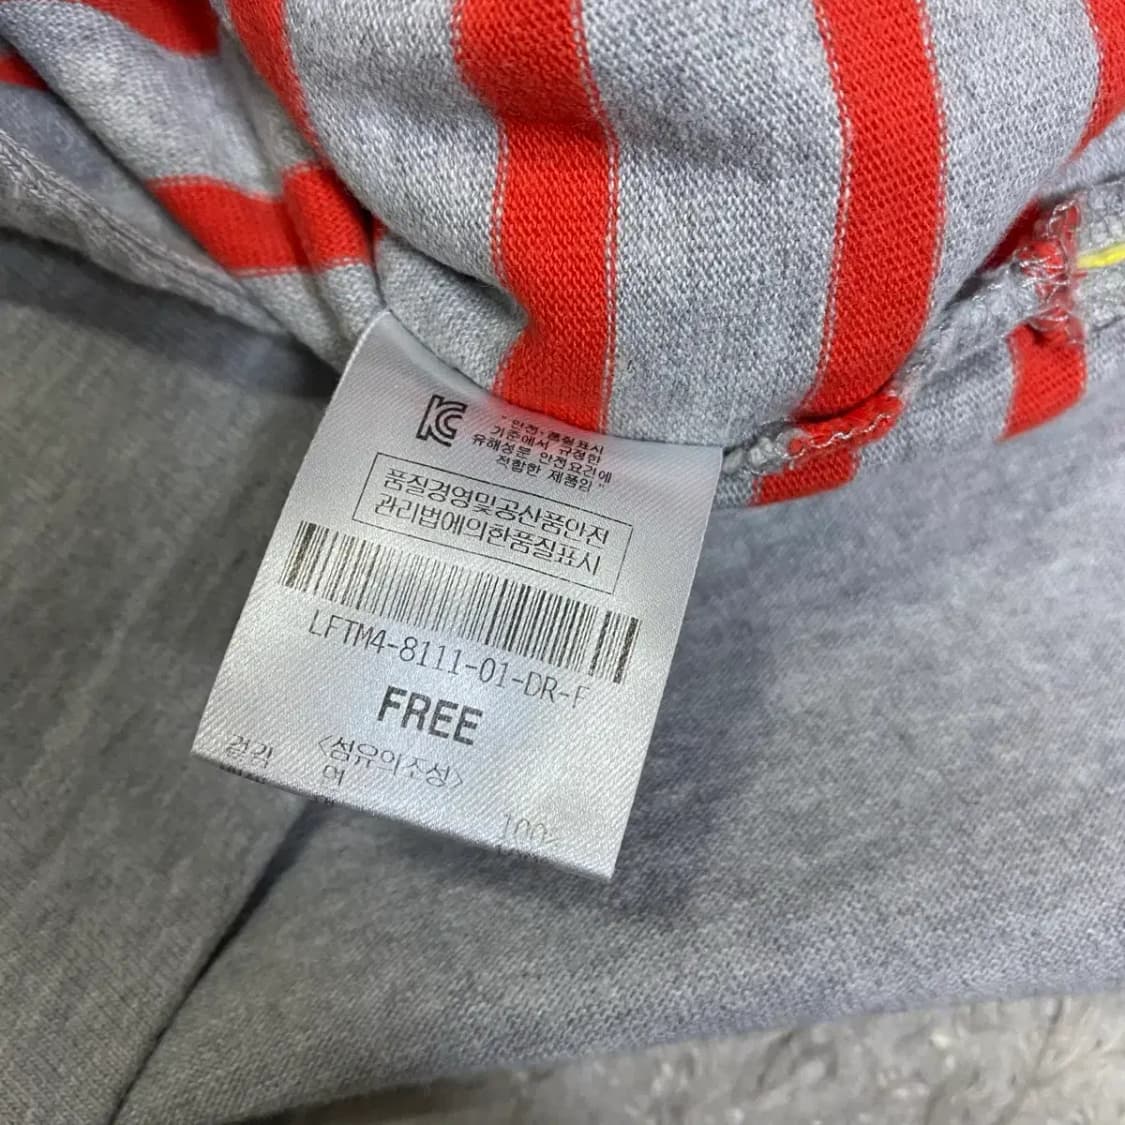 KC
"안전·품질표시
기준에서 규정한
유해성분 안전요건에
적합한 제품임"
품질경영및공산품안전
관리법에의한품질표시
LFTM4-8111-01-DR-F
FREE
<섬유의조성>
겉감 면 100%